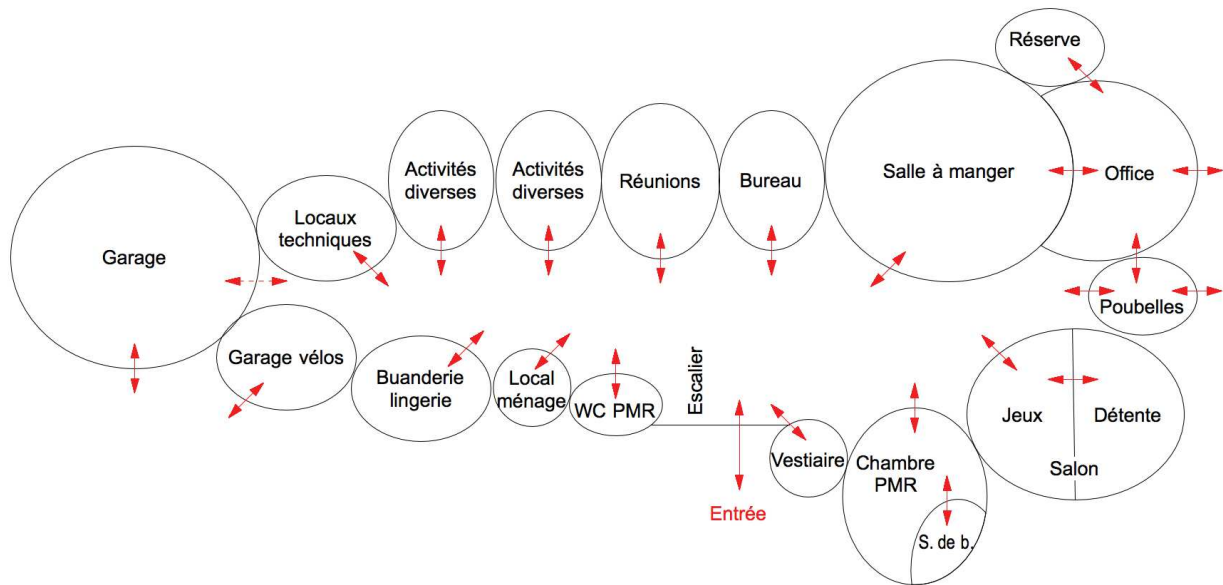 Réserve
Activités
diverses
Activités
diverses
Réunions
Bureau
Salle à manger
Office
Locaux
techniques
Garage
Poubelles
Garage vélos
Buanderie
lingerie
Local
ménage
WC PMR
Escalier
Vestiaire
Chambre
PMR
Jeux
Détente
Salon
Entrée
S. de b.